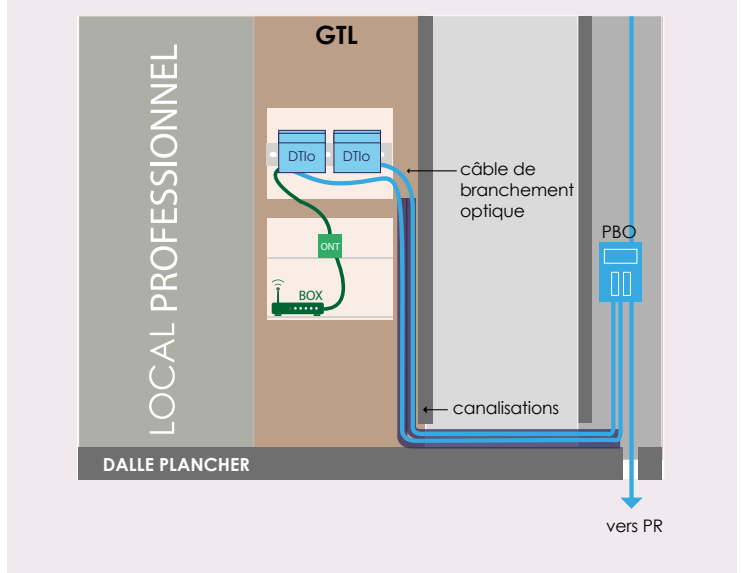 GTL
LOCAL PROFESSIONNEL
DTIo
DTIo
câble de
branchement
optique
PBO
ONT
BOX
canalisations
DALLE PLANCHER
vers PR